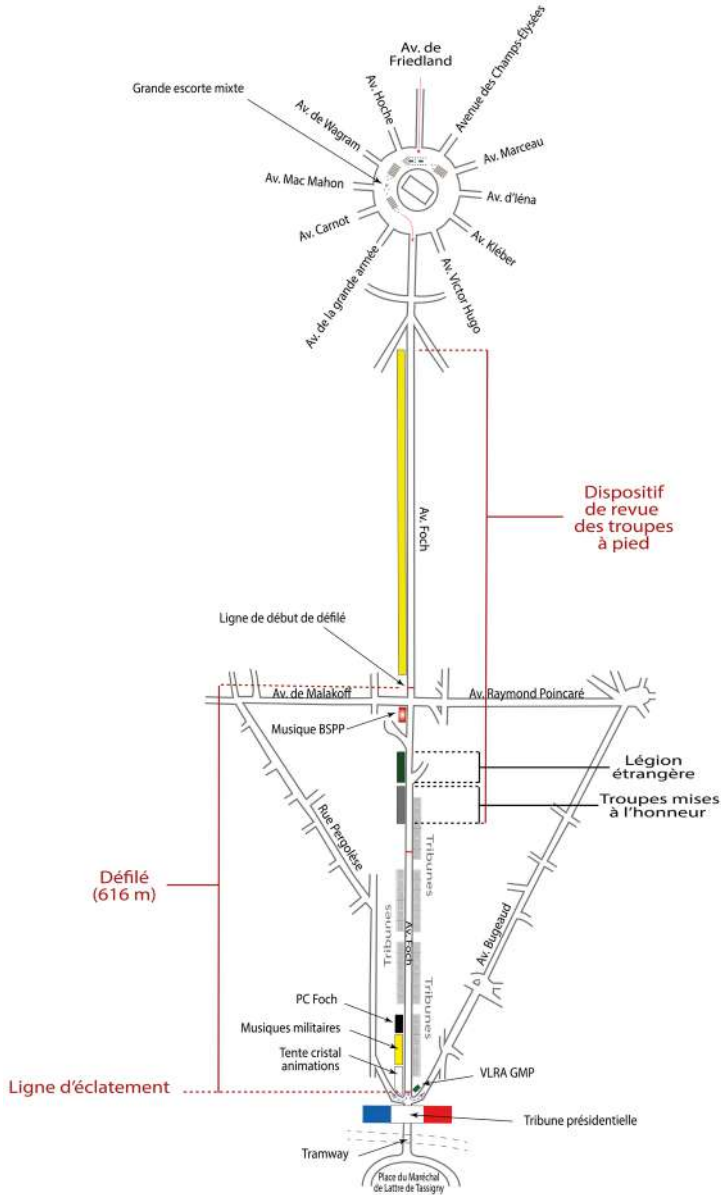 Av. de
Friedland
Avenue des Champs-Élysées
Grande escorte mixte
Av. Hoche
Av. de Wagram
Av. Marceau
Av. Mac Mahon
Av. d'Iéna
Av. Carnot
Av. Kléber
Av. de la grande armée
Av. Victor Hugo
Dispositif
de revue
des troupes
à pied
Av. Foch
Ligne de début de défilé
Av. de Malakoff
Av. Raymond Poincaré
Musique BSPP
Légion
étrangère
Troupes mises
à l'honneur
Rue Pergolèse
Tribunes
Défilé
(616 m)
Tribunes
Av. Foch
Av. Bugeaud
Tribunes
PC Foch
Musiques militaires
Tente cristal
animations
VLRA GMP
Ligne d'éclatement
Tribune présidentielle
Tramway
Place du Maréchal
de Lattre de Tassigny